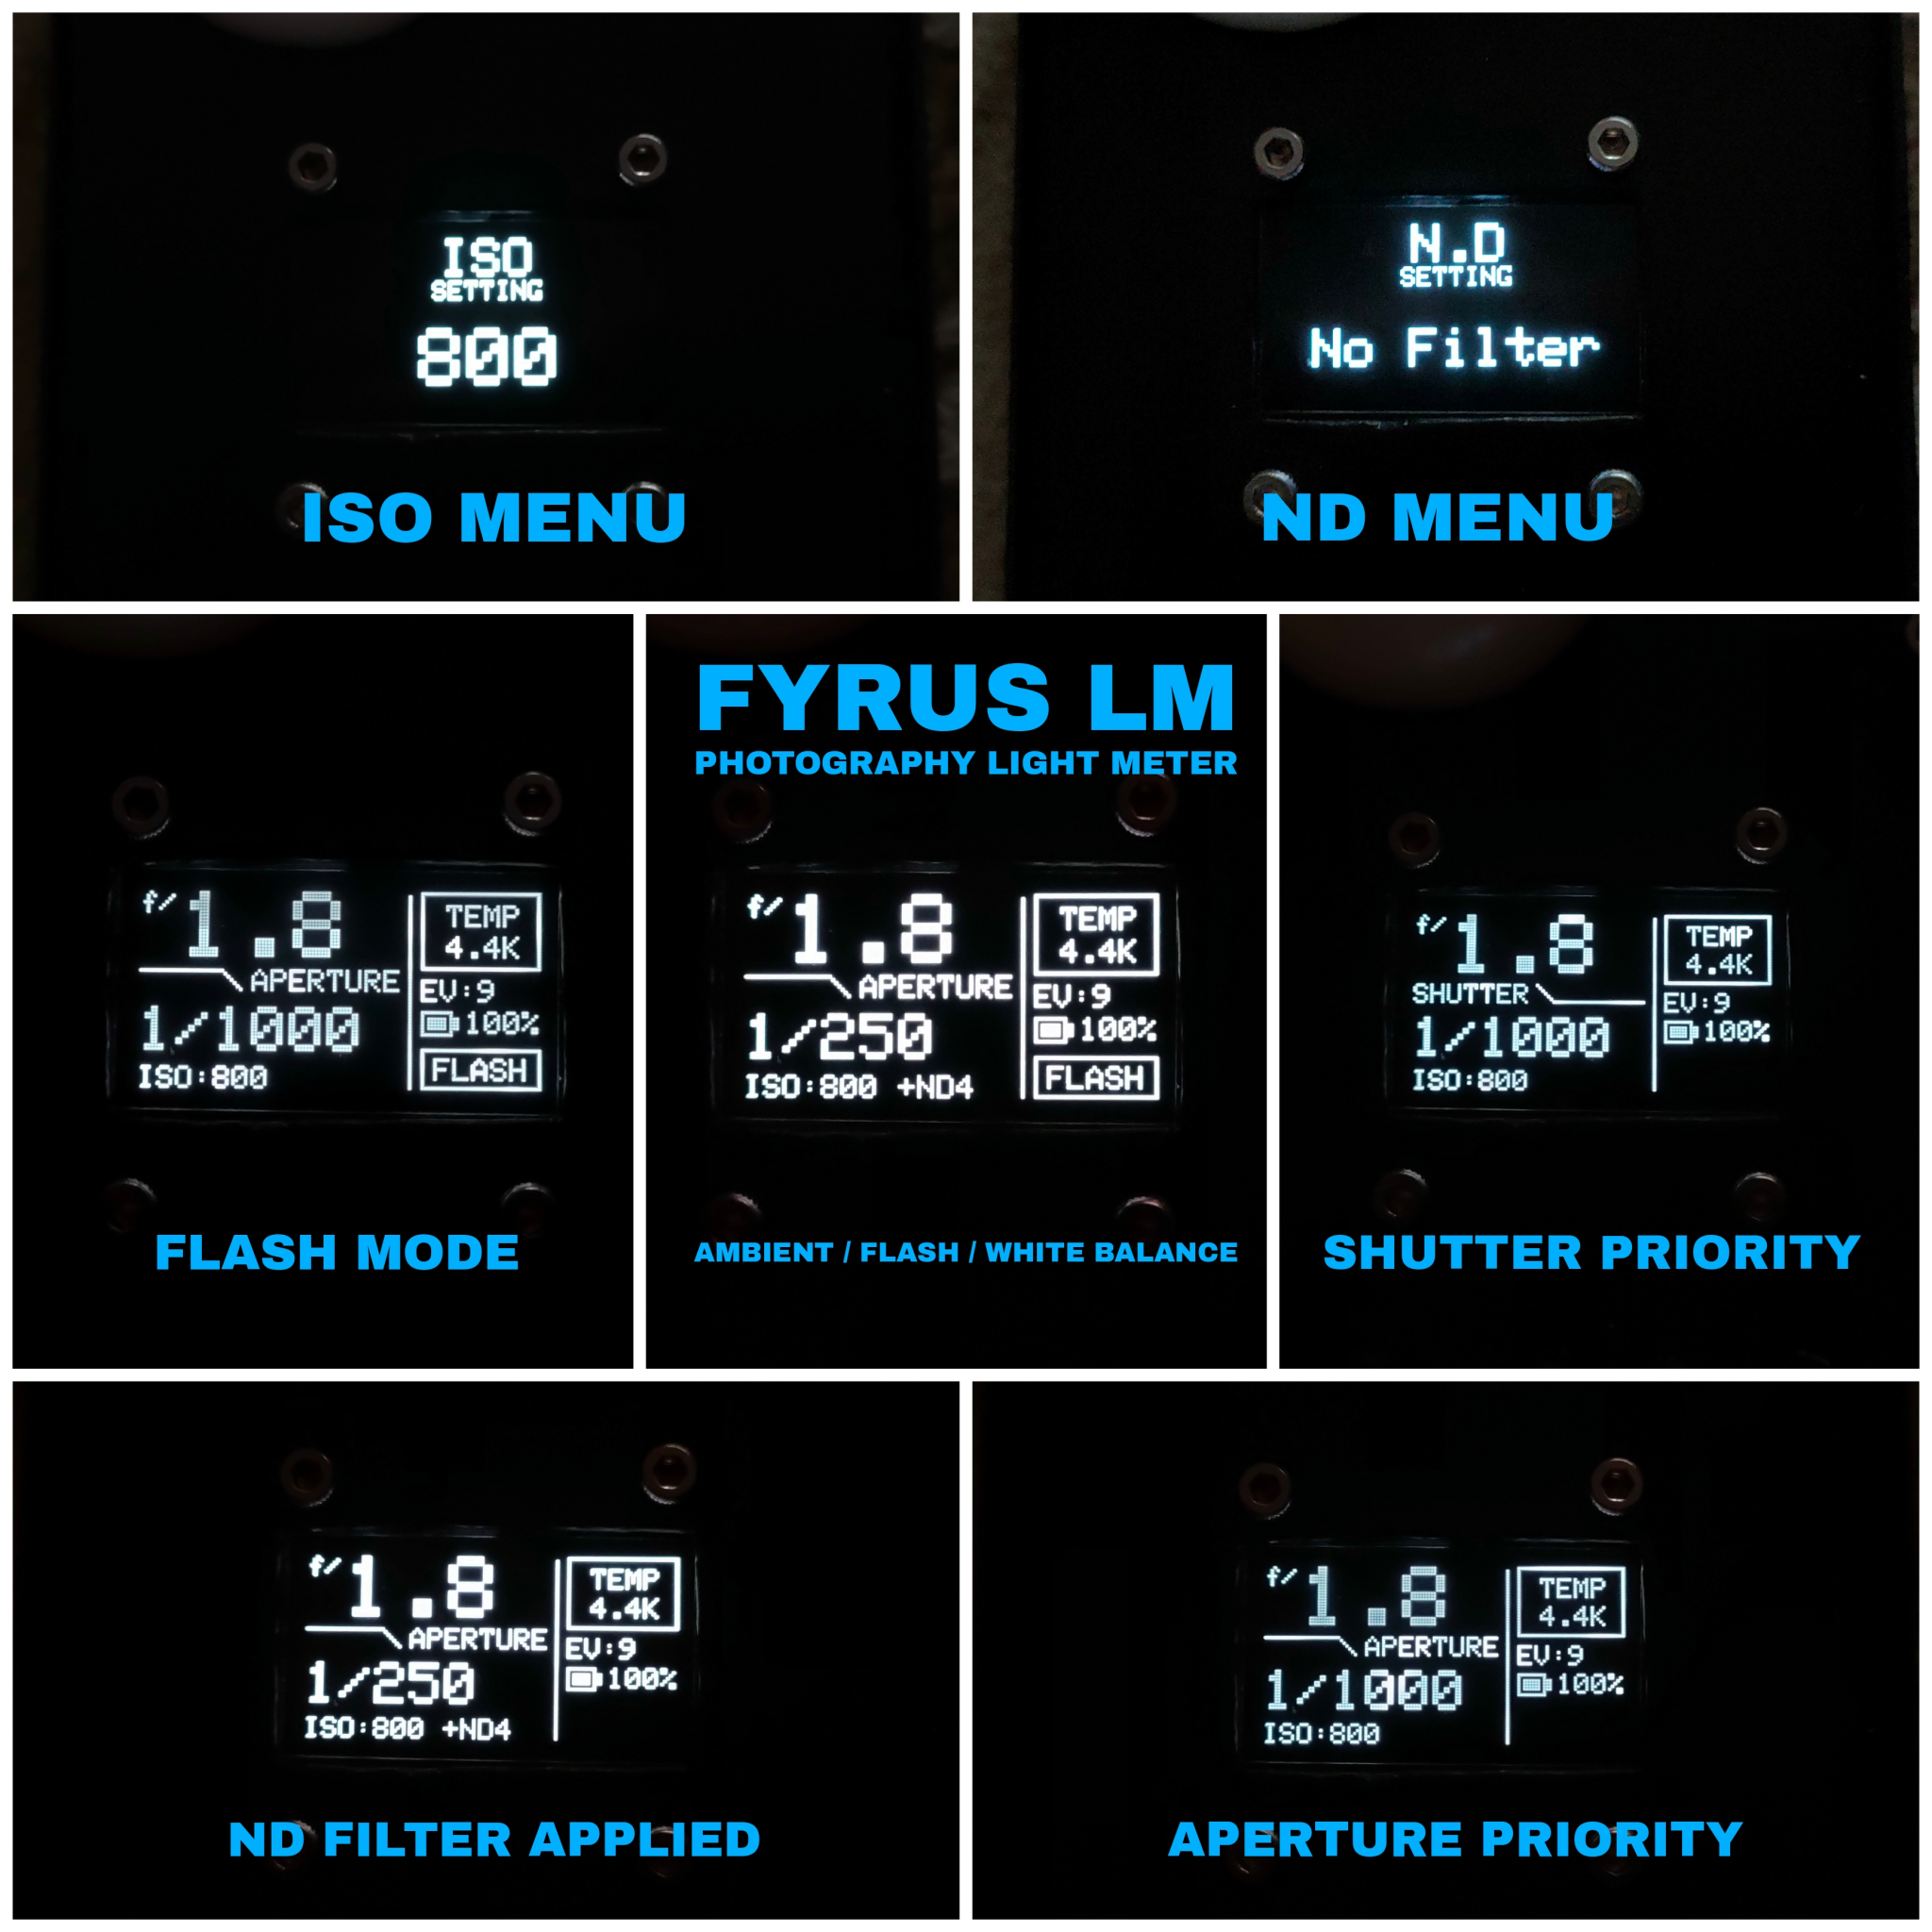 ISO
SETTING
800
ISO MENU
N.D
SETTING
No Filter
ND MENU
f/1.8
APERTURE
1/1000
ISO:800
TEMP
4.4K
EV:9
100%
FLASH
FLASH MODE
FYRUS LM
PHOTOGRAPHY LIGHT METER
f/1.8
APERTURE
1/250
ISO:800 +ND4
TEMP
4.4K
EV:9
100%
FLASH
AMBIENT / FLASH / WHITE BALANCE
f/1.8
SHUTTER
1/1000
ISO:800
TEMP
4.4K
EV:9
100%
SHUTTER PRIORITY
f/1.8
APERTURE
1/250
ISO:800 +ND4
TEMP
4.4K
EV:9
100%
ND FILTER APPLIED
f/1.8
APERTURE
1/1000
ISO:800
TEMP
4.4K
EV:9
100%
APERTURE PRIORITY